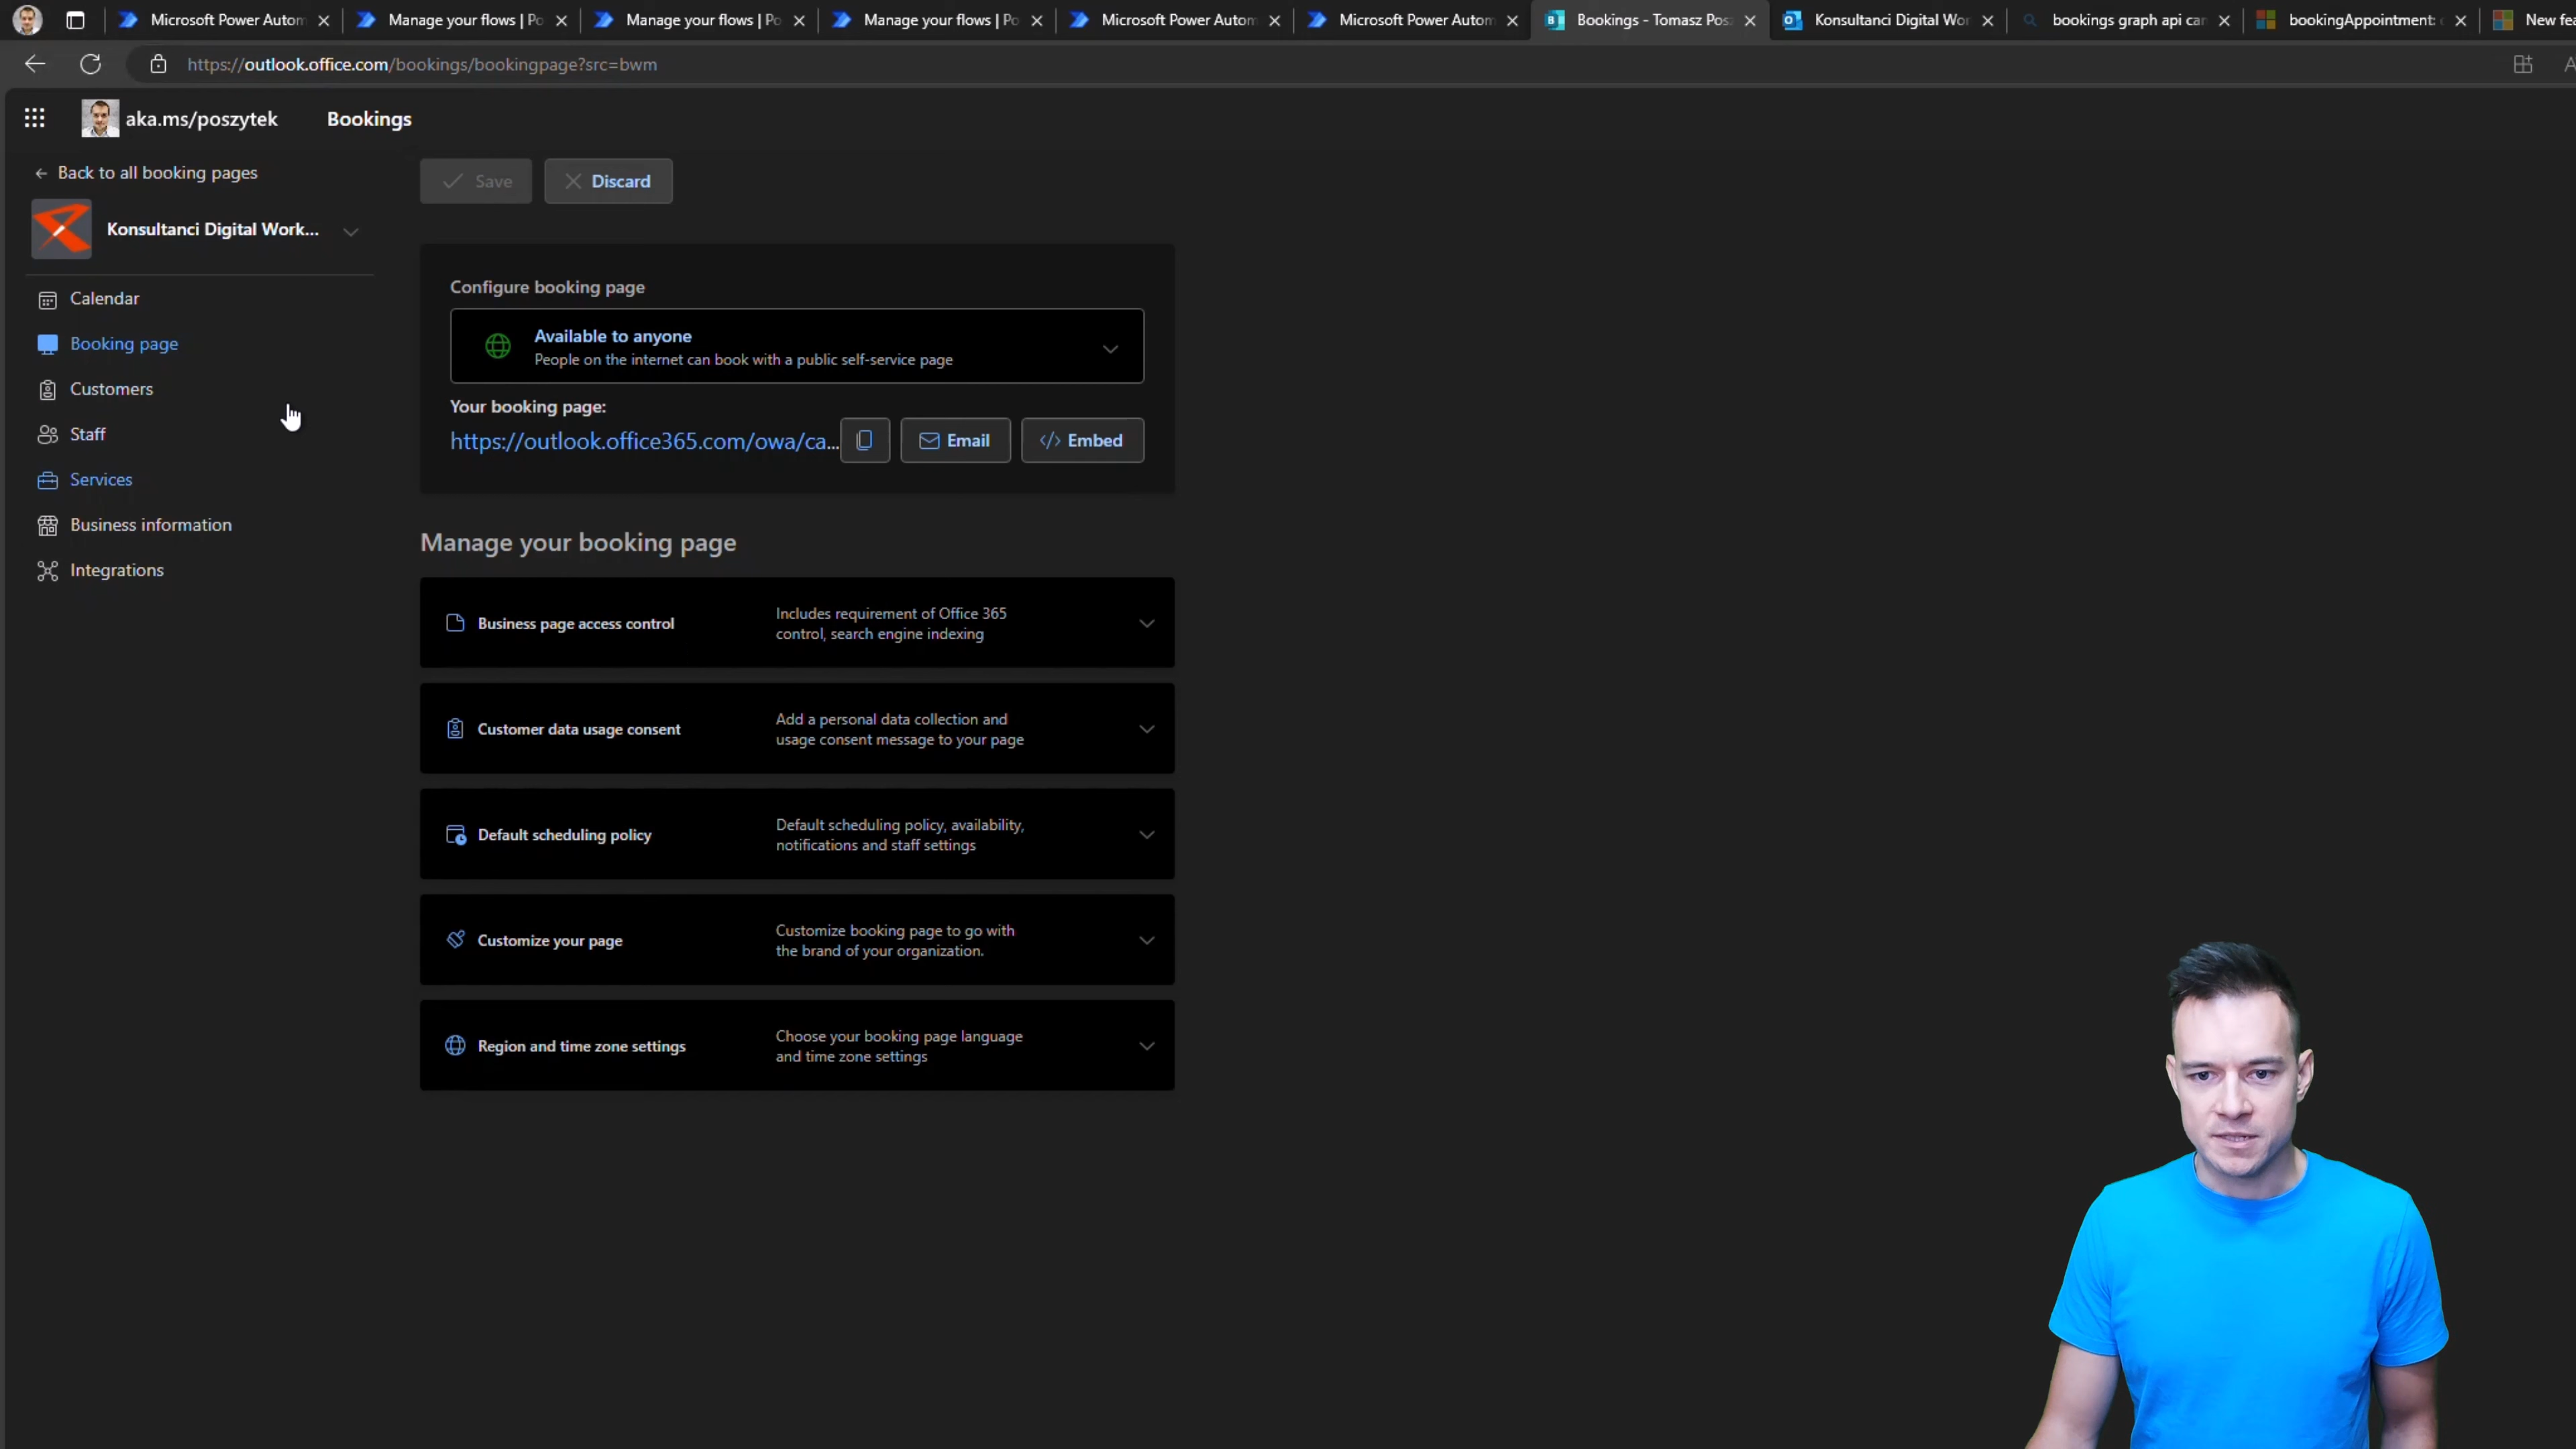 Microsoft Power Autom
Manage your flows | Po
Manage your flows | Po
Manage your flows | Po
Microsoft Power Autom
Microsoft Power Autom
Bookings - Tomasz Posz
Konsultanci Digital Wor
bookings graph api can
bookingAppointment: c
New fea
https://outlook.office.com/bookings/bookingpage?src=bwm
aka.ms/poszytek
Bookings
Back to all booking pages
Konsultanci Digital Work...
Calendar
Booking page
Customers
Staff
Services
Business information
Integrations
Save
Discard
Configure booking page
Available to anyone
People on the internet can book with a public self-service page
Your booking page:
https://outlook.office365.com/owa/ca...
Email
Embed
Manage your booking page
Business page access control
Includes requirement of Office 365
control, search engine indexing
Customer data usage consent
Add a personal data collection and
usage consent message to your page
Default scheduling policy
Default scheduling policy, availability,
notifications and staff settings
Customize your page
Customize booking page to go with
the brand of your organization.
Region and time zone settings
Choose your booking page language
and time zone settings